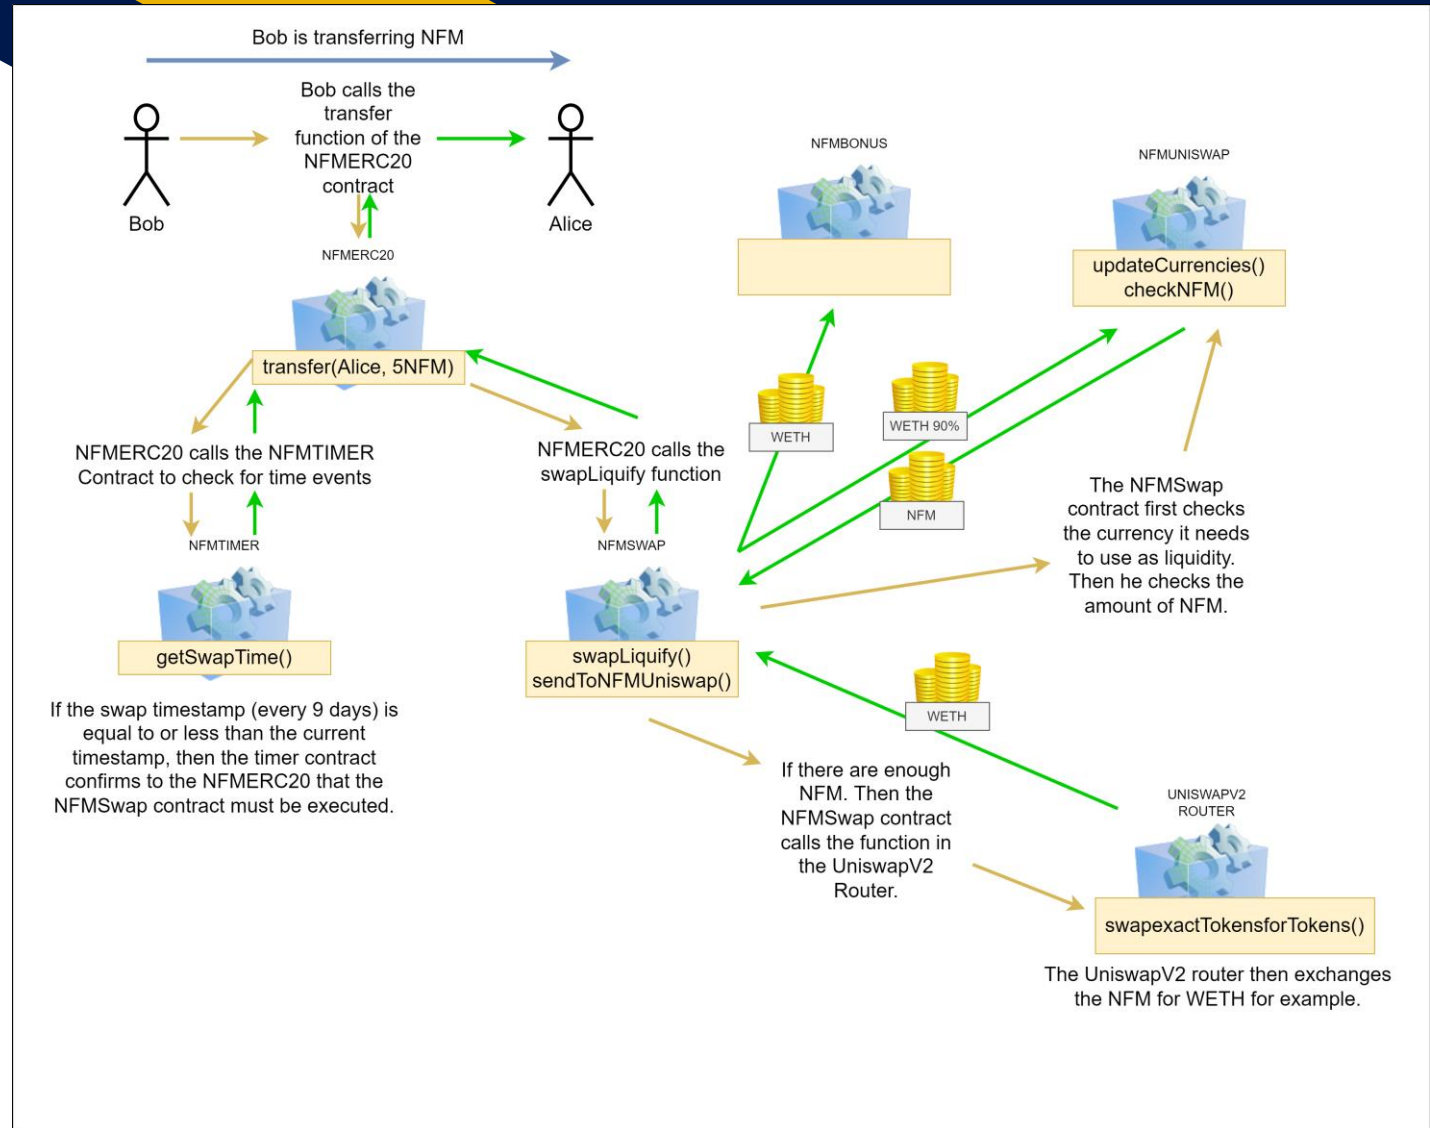 Bob is transferring NFM
Bob calls the
transfer
function of the
NFMERC20
contract
Bob
Alice
NFMERC20
transfer(Alice, 5NFM)
NFMERC20 calls the NFMTIMER
Contract to check for time events
NFMTIMER
getSwapTime()
If the swap timestamp (every 9 days) is
equal to or less than the current
timestamp, then the timer contract
confirms to the NFMERC20 that the
NFMSwap contract must be executed.
NFMERC20 calls the
swapLiquify function
NFMSWAP
swapLiquify()
sendToNFMUniswap()
NFMBONUS
NFMUNISWAP
updateCurrencies()
checkNFM()
WETH
WETH 90%
NFM
The NFMSwap
contract first checks
the currency it needs
to use as liquidity.
Then he checks the
amount of NFM.
WETH
If there are enough
NFM. Then the
NFMSwap contract
calls the function in
the UniswapV2
Router.
UNISWAPV2
ROUTER
swapexactTokensforTokens()
The UniswapV2 router then exchanges
the NFM for WETH for example.